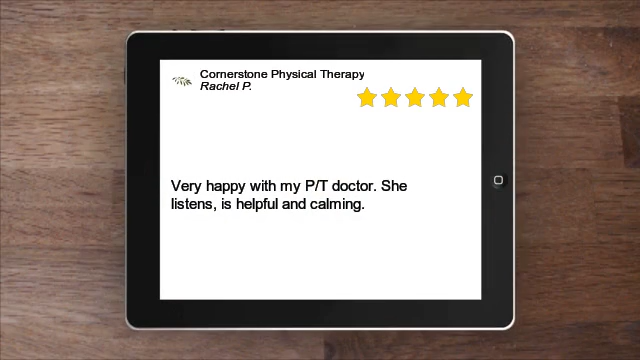 Cornerstone Physical Therapy
Rachel P.
Very happy with my P/T doctor. She
listens, is helpful and calming.